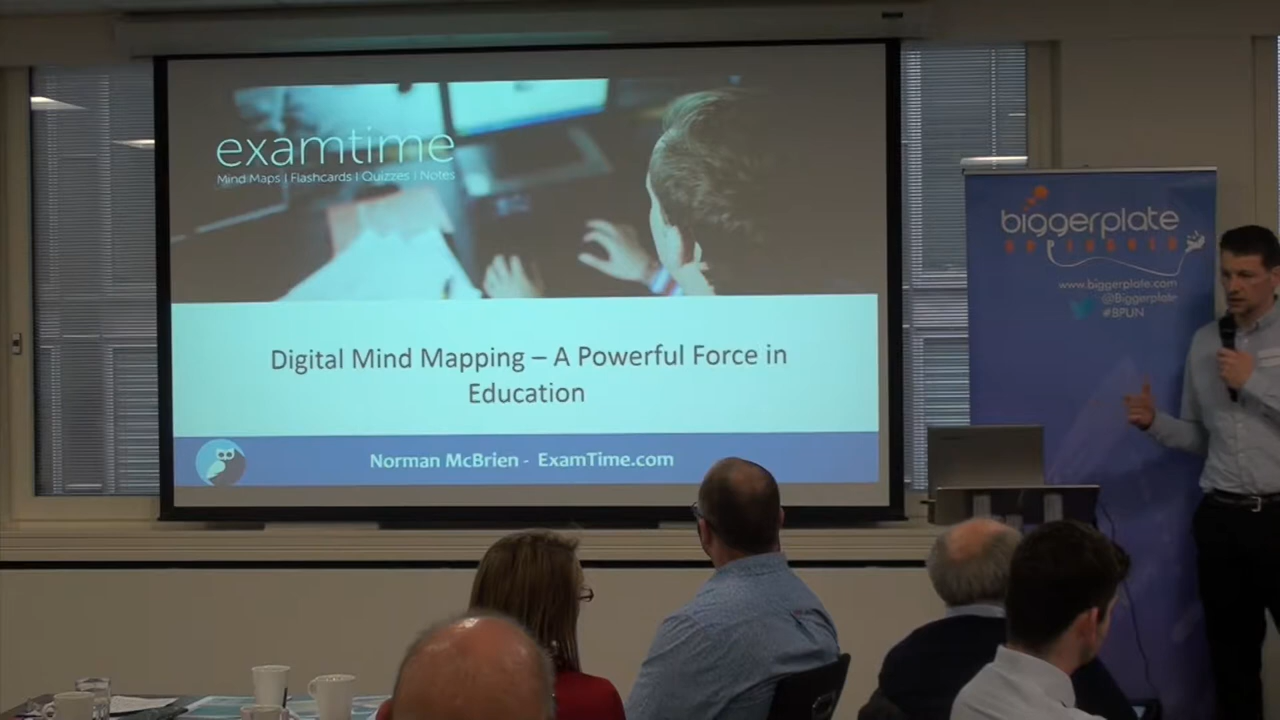 examtime
Mind Maps | Flashcards | Quizzes | Notes
Digital Mind Mapping – A Powerful Force in
Education
Norman McBrien - ExamTime.com
biggerplate
www.biggerplate.com
@Biggerplate
#BPUN